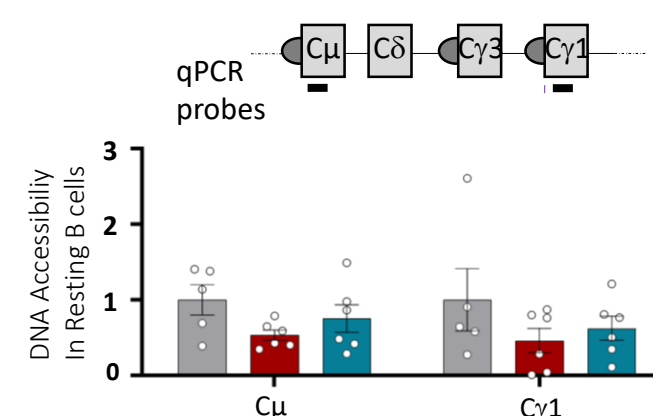 Cμ Cδ Cγ3 Cγ1
qPCR
probes
DNA Accessibiliy
In Resting B cells
3
2
1
0
Cμ Cγ1